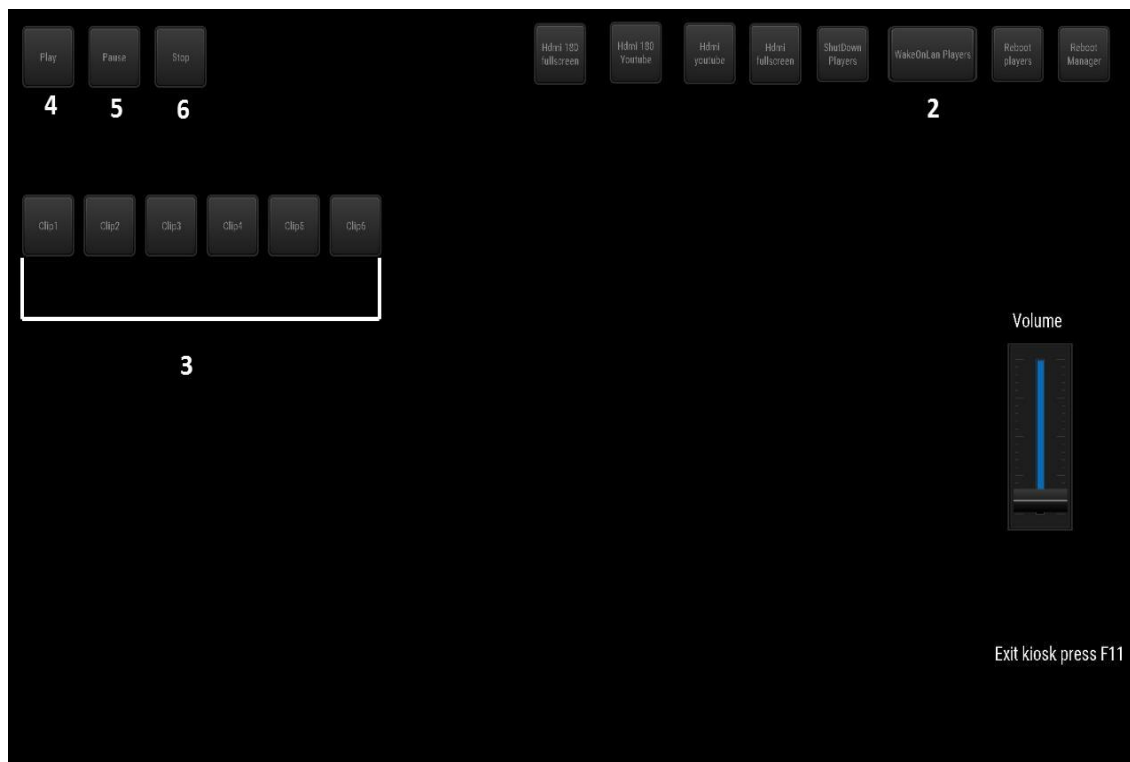 Play
Pause
Stop
Hdmi 180
fullscreen
Hdmi 180
Youtube
Hdmi
youtube
Hdmi
fullscreen
ShutDown
Players
WakeOnLan Players
Reboot
players
Reboot
Manager
4
5
6
2
Clip1
Clip2
Clip3
Clip4
Clip5
Clip6
3
Volume
Exit kiosk press F11